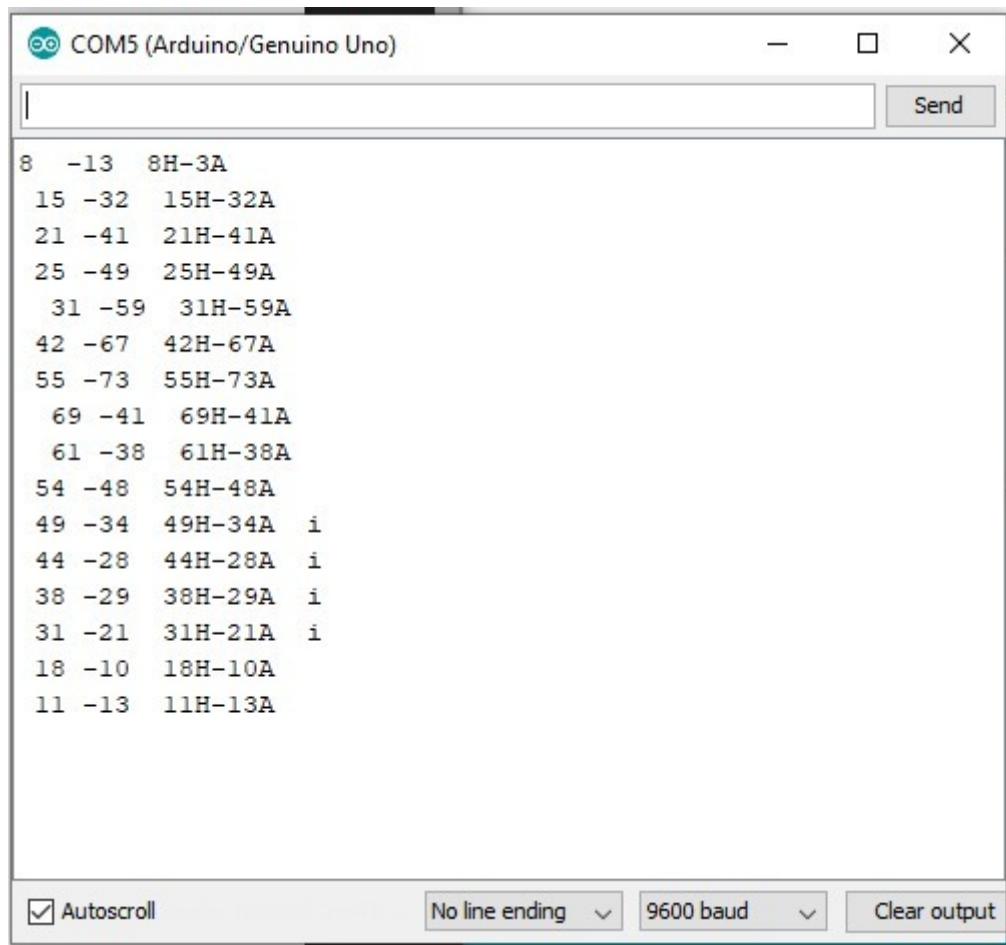 COM5 (Arduino/Genuino Uno)
Send
8  -13  8H-3A
15 -32  15H-32A
21 -41  21H-41A
25 -49  25H-49A
31 -59  31H-59A
42 -67  42H-67A
55 -73  55H-73A
69 -41  69H-41A
61 -38  61H-38A
54 -48  54H-48A
49 -34  49H-34A  i
44 -28  44H-28A  i
38 -29  38H-29A  i
31 -21  31H-21A  i
18 -10  18H-10A
11 -13  11H-13A
Autoscroll No line ending 9600 baud Clear output